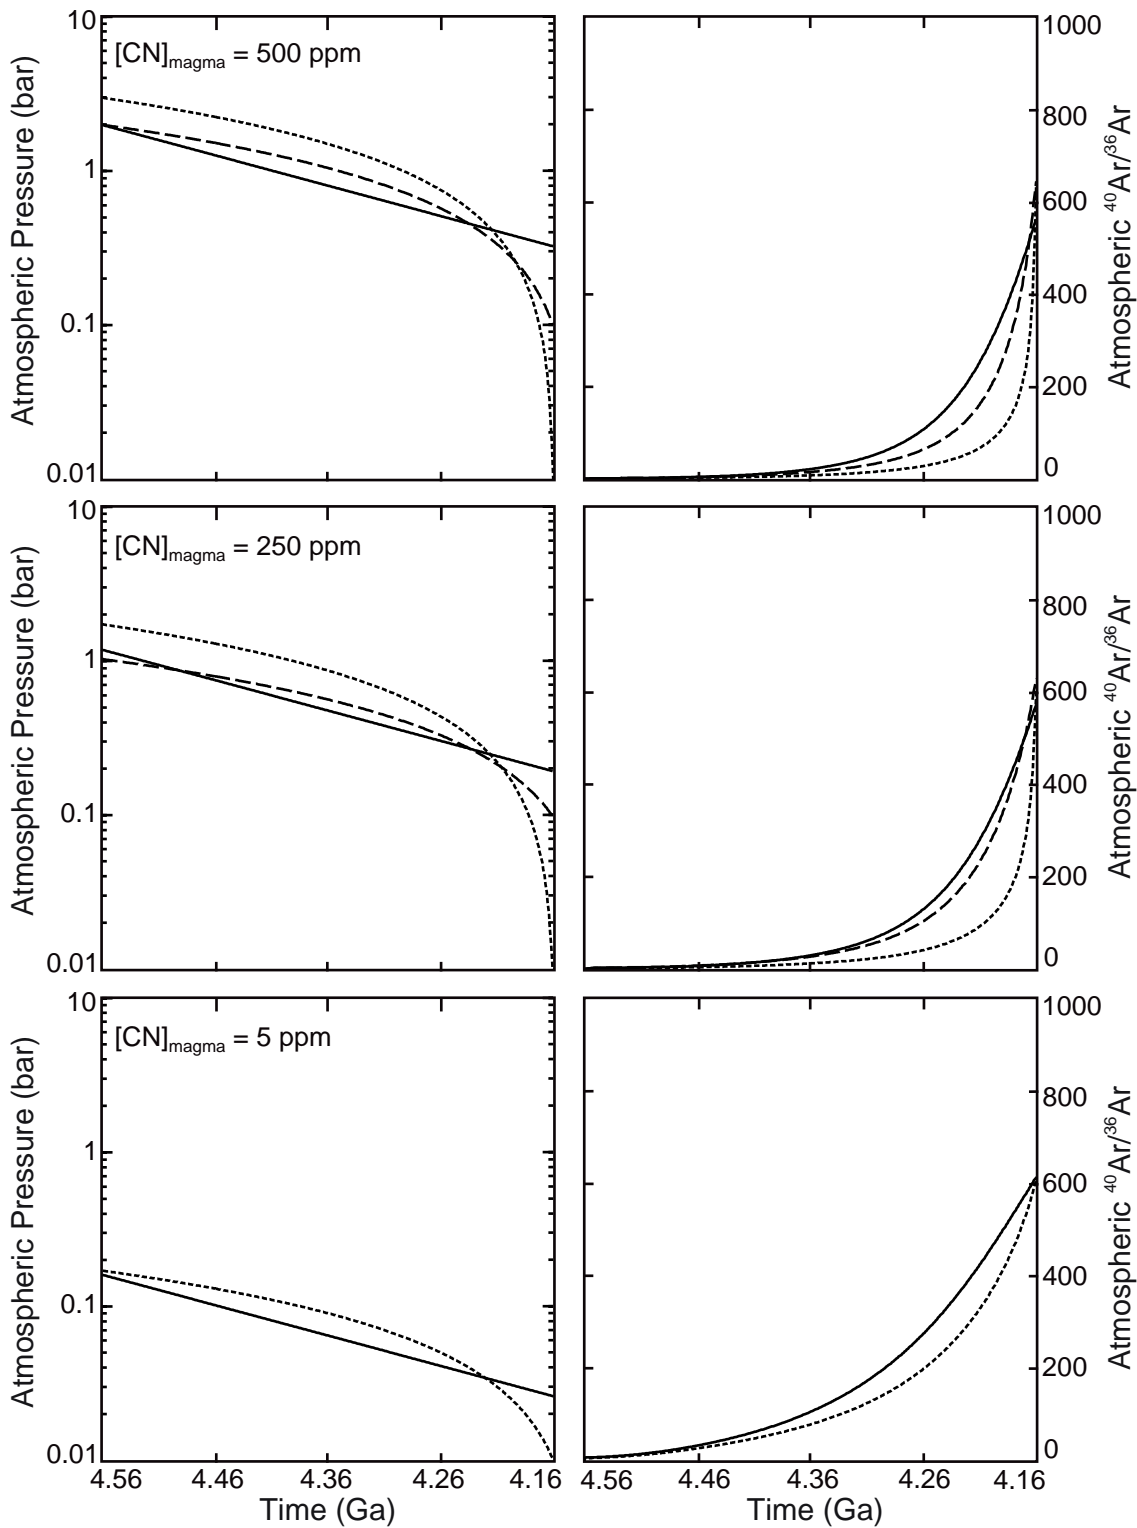 10
1
0.1
0.01
Atmospheric Pressure (bar)
[CN]magma = 500 ppm
1000
800
600
400
200
0
Atmospheric 40Ar/36Ar
10
1
0.1
0.01
Atmospheric Pressure (bar)
[CN]magma = 250 ppm
1000
800
600
400
200
0
Atmospheric 40Ar/36Ar
10
1
0.1
0.01
Atmospheric Pressure (bar)
[CN]magma = 5 ppm
1000
800
600
400
200
0
Atmospheric 40Ar/36Ar
4.56 4.46 4.36 4.26 4.16
Time (Ga)
4.56 4.46 4.36 4.26 4.16
Time (Ga)